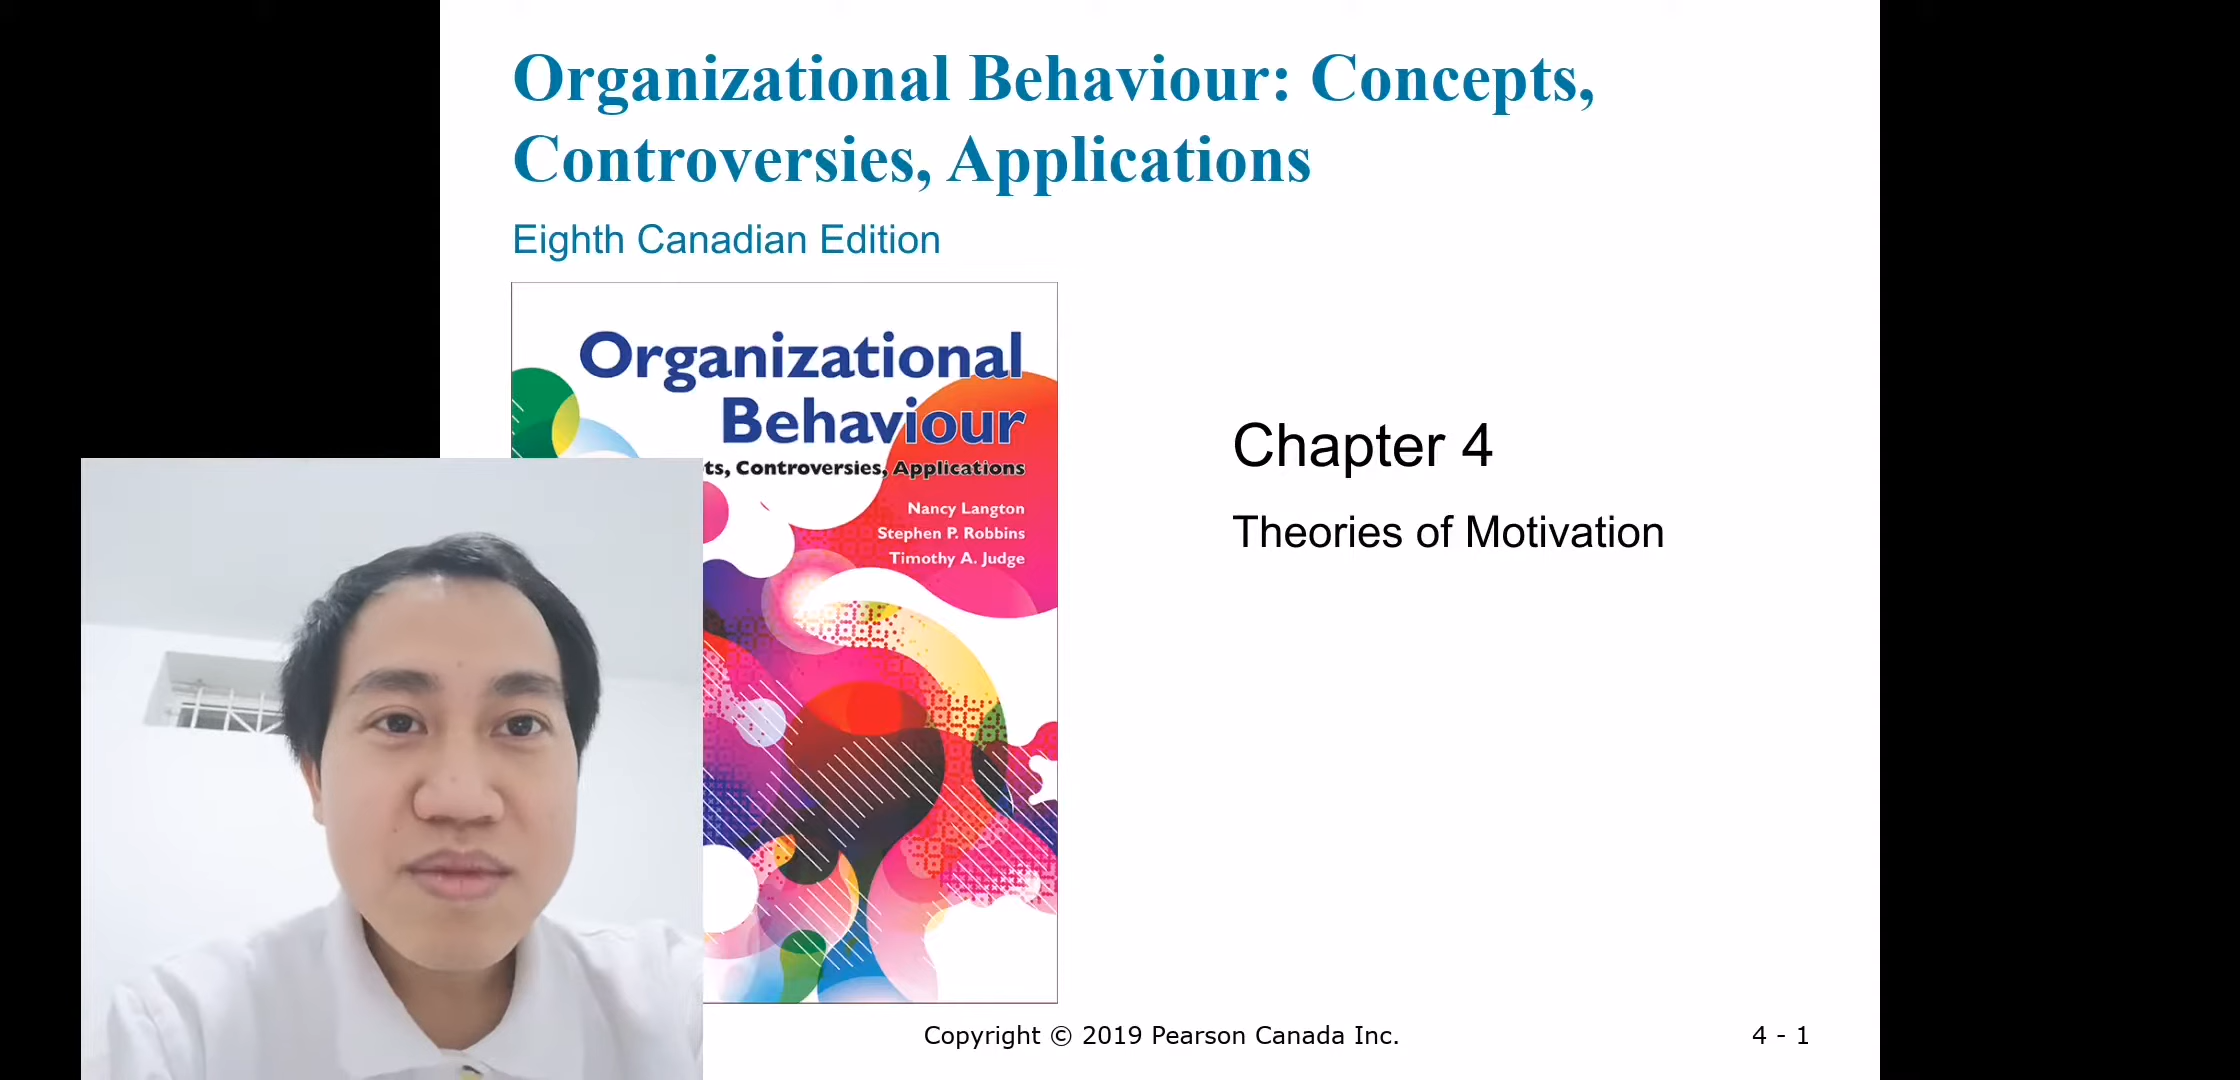 Organizational Behaviour: Concepts,
Controversies, Applications
Eighth Canadian Edition
Organizational
Behaviour
ts, Controversies, Applications
Nancy Langton
Stephen P. Robbins
Timothy A. Judge
Chapter 4
Theories of Motivation
Copyright © 2019 Pearson Canada Inc.
4 - 1